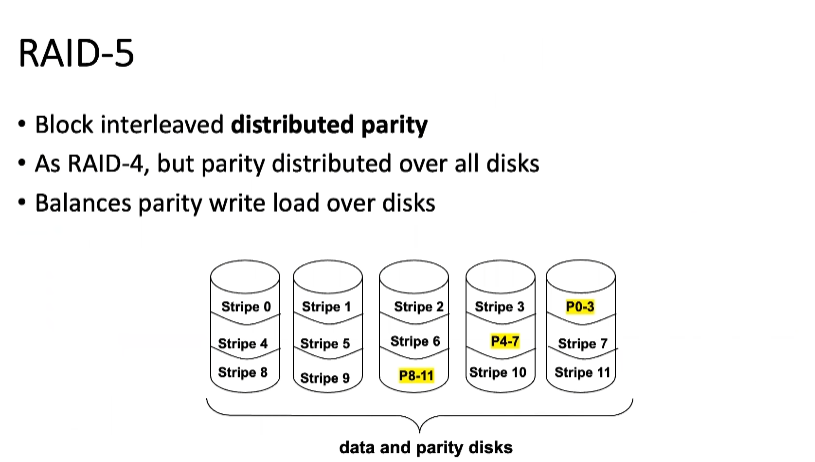 RAID-5
• Block interleaved distributed parity
• As RAID-4, but parity distributed over all disks
• Balances parity write load over disks
Stripe 0 Stripe 1 Stripe 2 Stripe 3 P0-3
Stripe 4 Stripe 5 Stripe 6 P4-7 Stripe 7
Stripe 8 Stripe 9 P8-11 Stripe 10 Stripe 11
data and parity disks